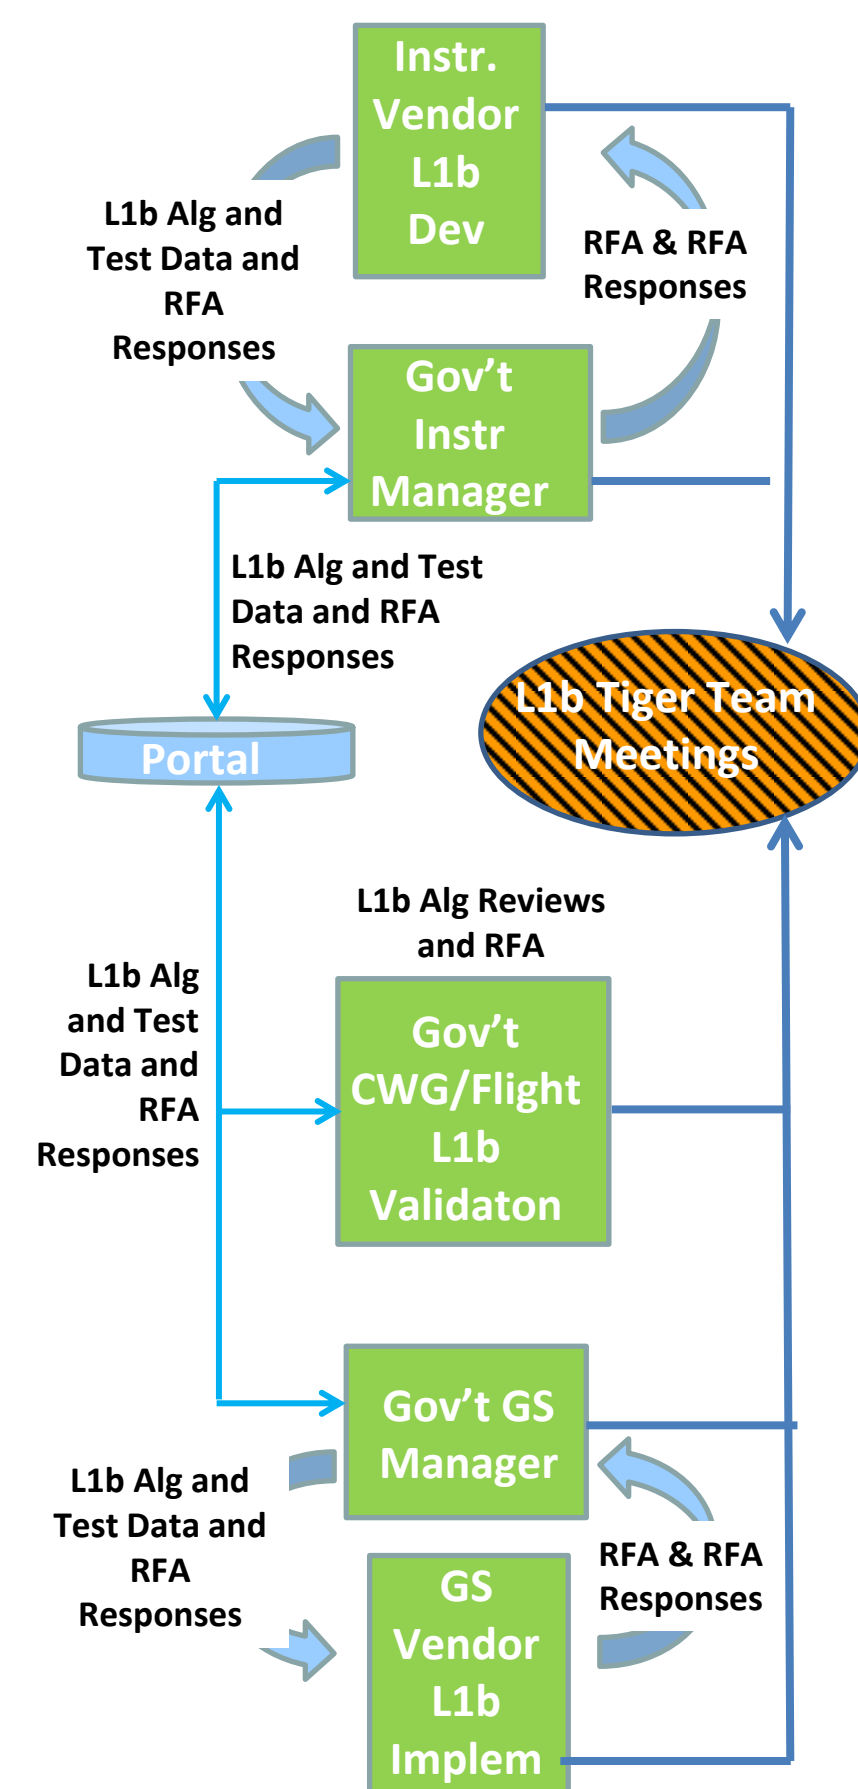 Instr.
Vendor
L1b
Dev
L1b Alg and
Test Data and
RFA
Responses
RFA & RFA
Responses
Gov’t
Instr
Manager
L1b Alg and Test
Data and RFA
Responses
L1b Tiger Team
Meetings
Portal
L1b Alg Reviews
and RFA
L1b Alg
and Test
Data and
RFA
Responses
Gov’t
CWG/Flight
L1b
Validaton
Gov’t GS
Manager
L1b Alg and
Test Data and
RFA
Responses
RFA & RFA
Responses
GS
Vendor
L1b
Implem